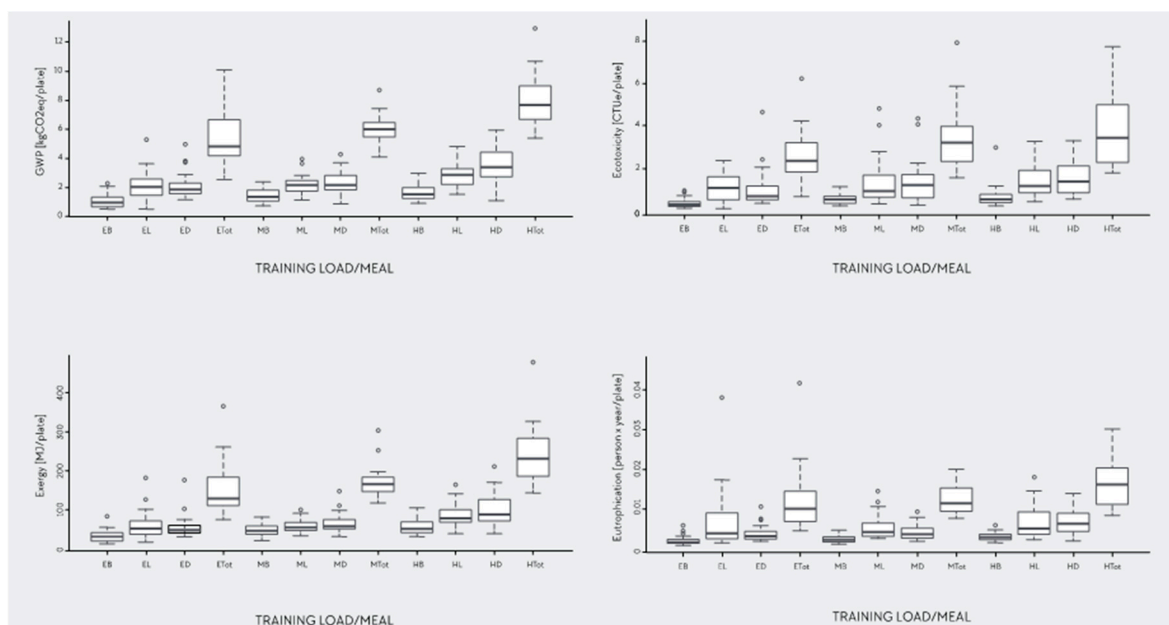 GWP [kgCO2eq/plate]
12
10
8
6
4
2
0
EB EL ED ETot MB ML MD MTot HB HL HD HTot
TRAINING LOAD/MEAL
Ecotoxicity [CTUe/plate]
8
6
4
2
0
EB EL ED ETot MB ML MD MTot HB HL HD HTot
TRAINING LOAD/MEAL
Exergy [MJ/plate]
400
300
200
100
0
EB EL ED ETot MB ML MD MTot HB HL HD HTot
TRAINING LOAD/MEAL
Eutrophication [person x year/plate]
0.04
0.03
0.02
0.01
0
EB EL ED ETot MB ML MD MTot HB HL HD HTot
TRAINING LOAD/MEAL